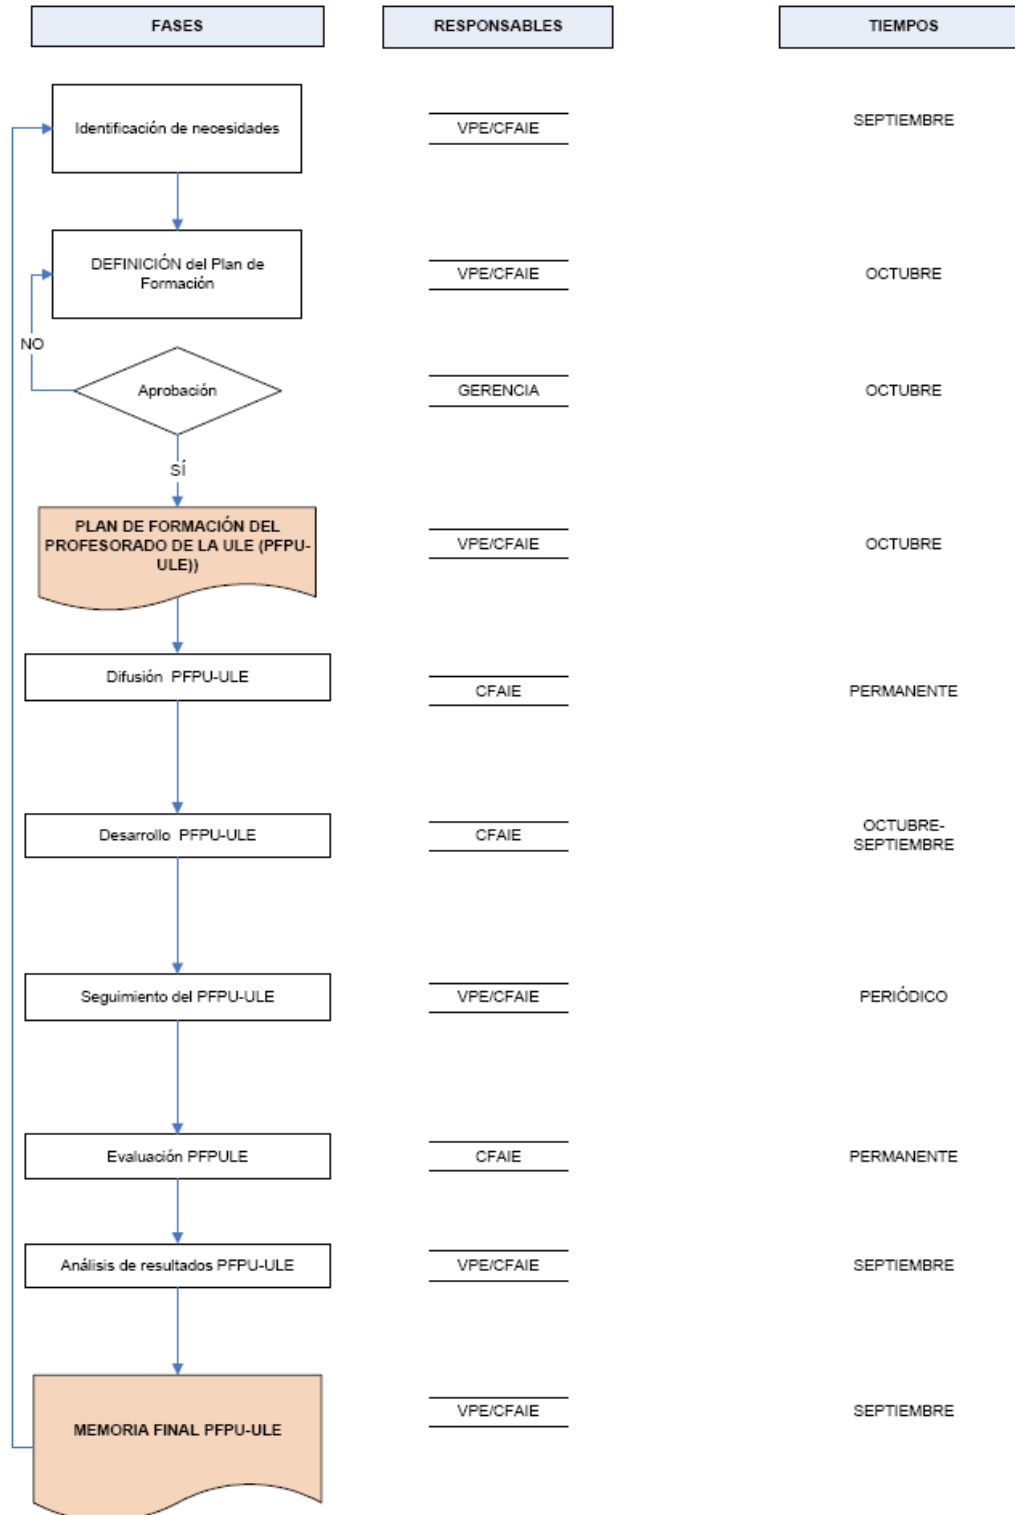 FASES
RESPONSABLES
TIEMPOS
Identificación de necesidades
VPE/CFAIE
SEPTIEMBRE
DEFINICIÓN del Plan de
Formación
VPE/CFAIE
OCTUBRE
NO
Aprobación
GERENCIA
OCTUBRE
SÍ
PLAN DE FORMACIÓN DEL
PROFESORADO DE LA ULE (PFPU-
ULE))
VPE/CFAIE
OCTUBRE
Difusión PFPU-ULE
CFAIE
PERMANENTE
Desarrollo PFPU-ULE
CFAIE
OCTUBRE-
SEPTIEMBRE
Seguimiento del PFPU-ULE
VPE/CFAIE
PERIÓDICO
Evaluación PFPULE
CFAIE
PERMANENTE
Análisis de resultados PFPU-ULE
VPE/CFAIE
SEPTIEMBRE
MEMORIA FINAL PFPU-ULE
VPE/CFAIE
SEPTIEMBRE